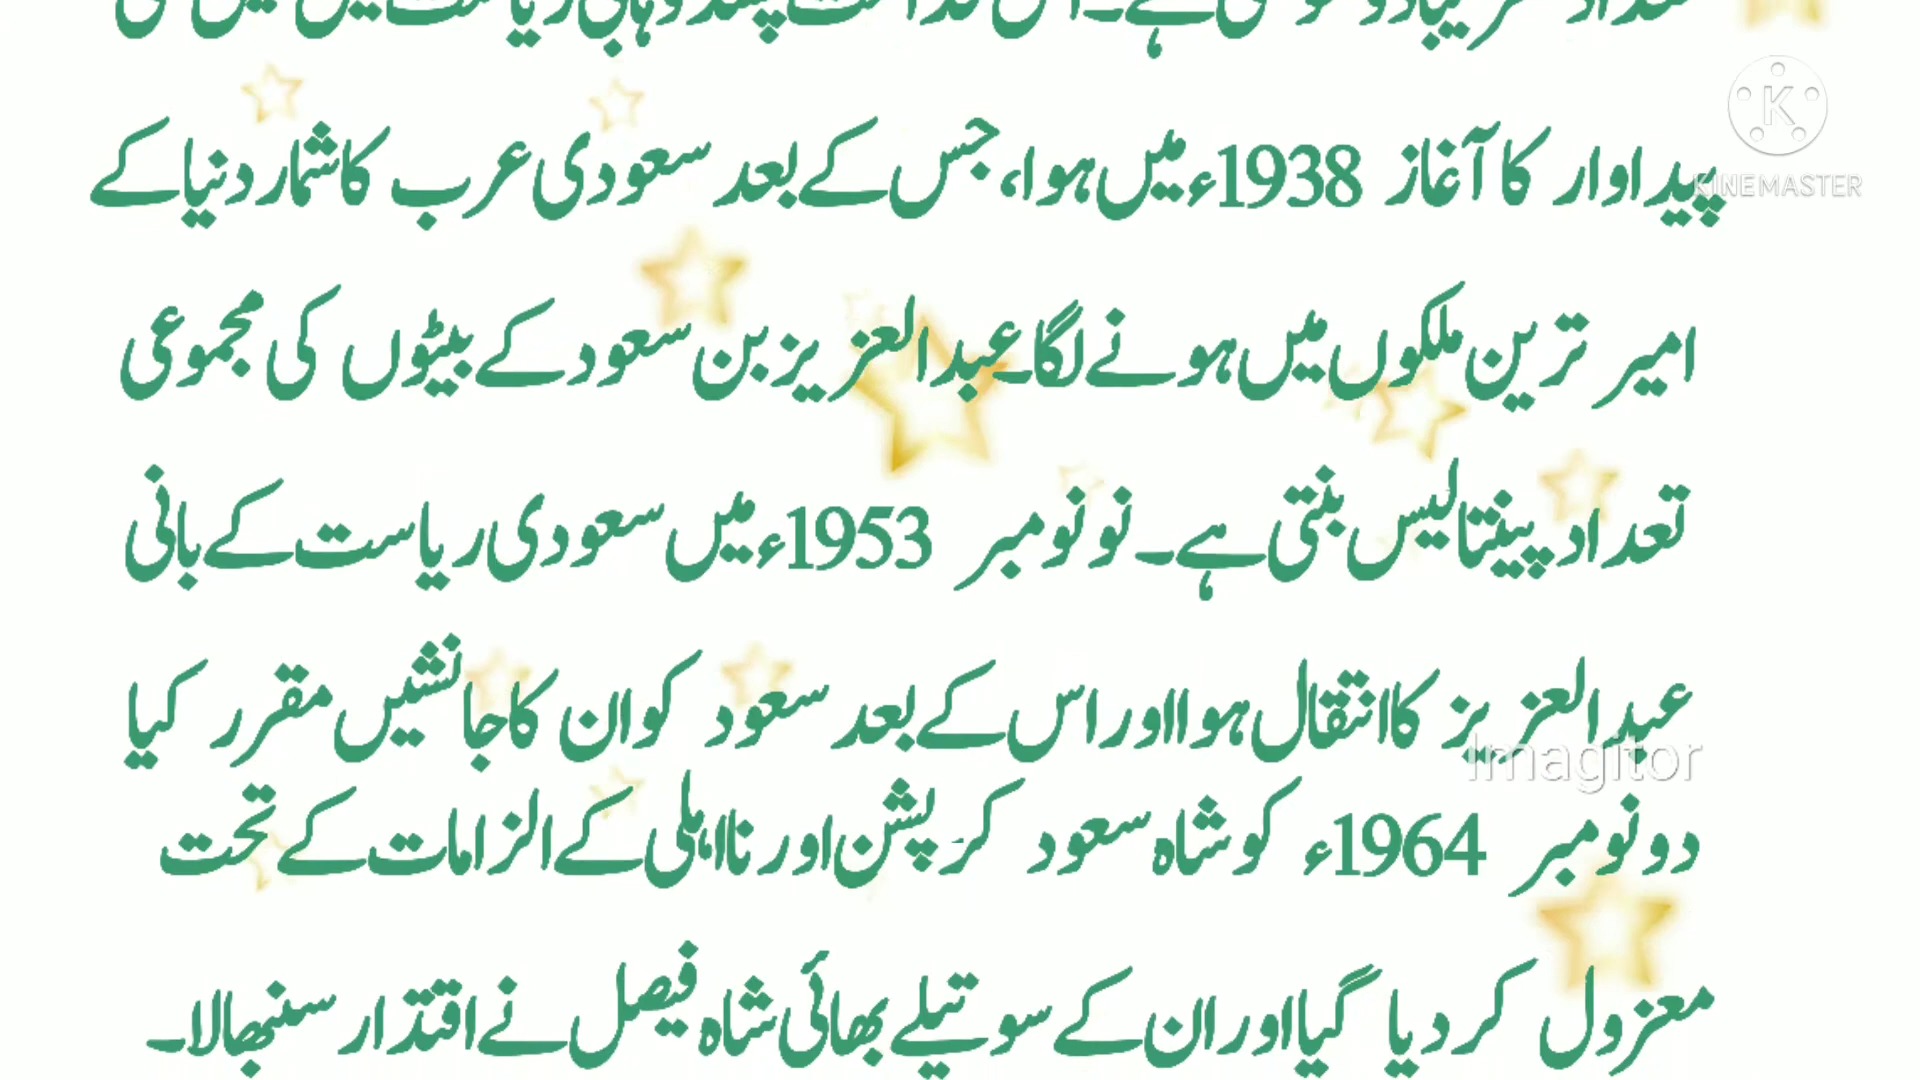 پیداوار کا آغاز 1938ء میں ہوا، جس کے بعد سعودی عرب کا شمار دنیا کے
امیر ترین ملکوں میں ہونے لگا۔عبدالعزیز بن سعود کے بیٹوں کی مجموعی
تعداد پینتالیس بنتی ہے۔ نو نومبر 1953ء میں سعودی ریاست کے بانی
عبدالعزیز کا انتقال ہوا اور اس کے بعد سعود کو ان کا جانشیں مقرر کیا
دو نومبر 1964ء کو شاہ سعود کرپشن اور نااہلی کے الزامات کے تحت
معزول کر دیا گیا اور ان کے سوتیلے بھائی شاہ فیصل نے اقتدار سنبھالا۔
K
KINEMASTER
Imagitor